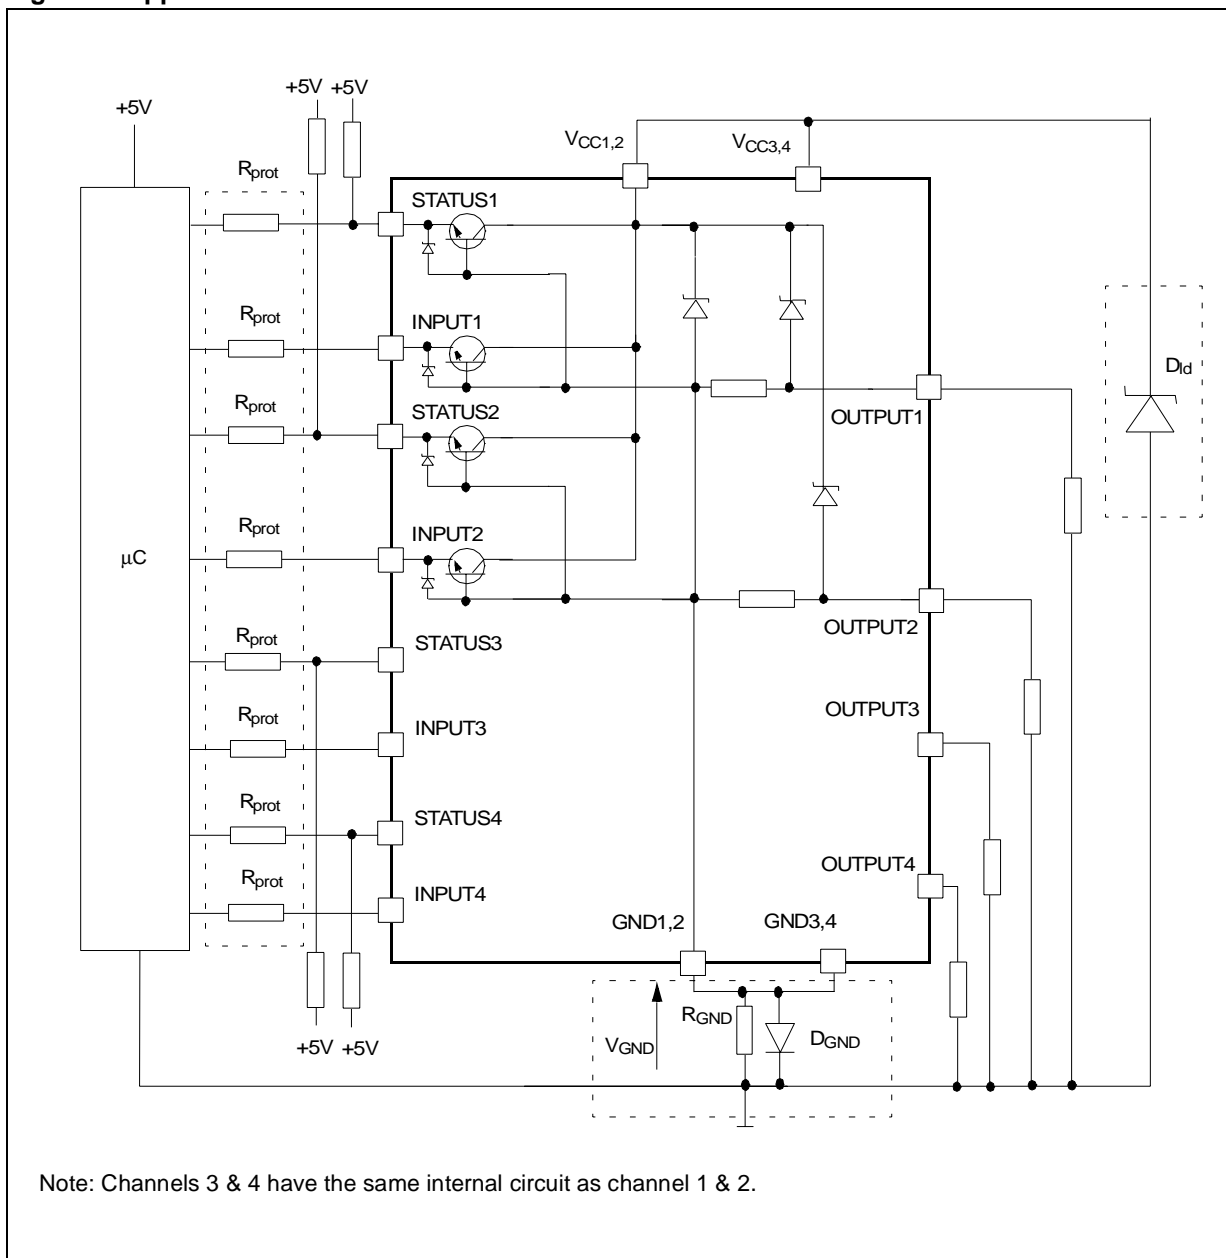 +5V
+5V
+5V
VCC1,2
VCC3,4
Rprot
STATUS1
Rprot
INPUT1
Dld
Rprot
STATUS2
OUTPUT1
Rprot
INPUT2
μC
Rprot
STATUS3
OUTPUT2
Rprot
INPUT3
OUTPUT3
Rprot
STATUS4
OUTPUT4
Rprot
INPUT4
GND1,2
GND3,4
RGND
VGND
DGND
+5V
+5V
Note: Channels 3 & 4 have the same internal circuit as channel 1 & 2.